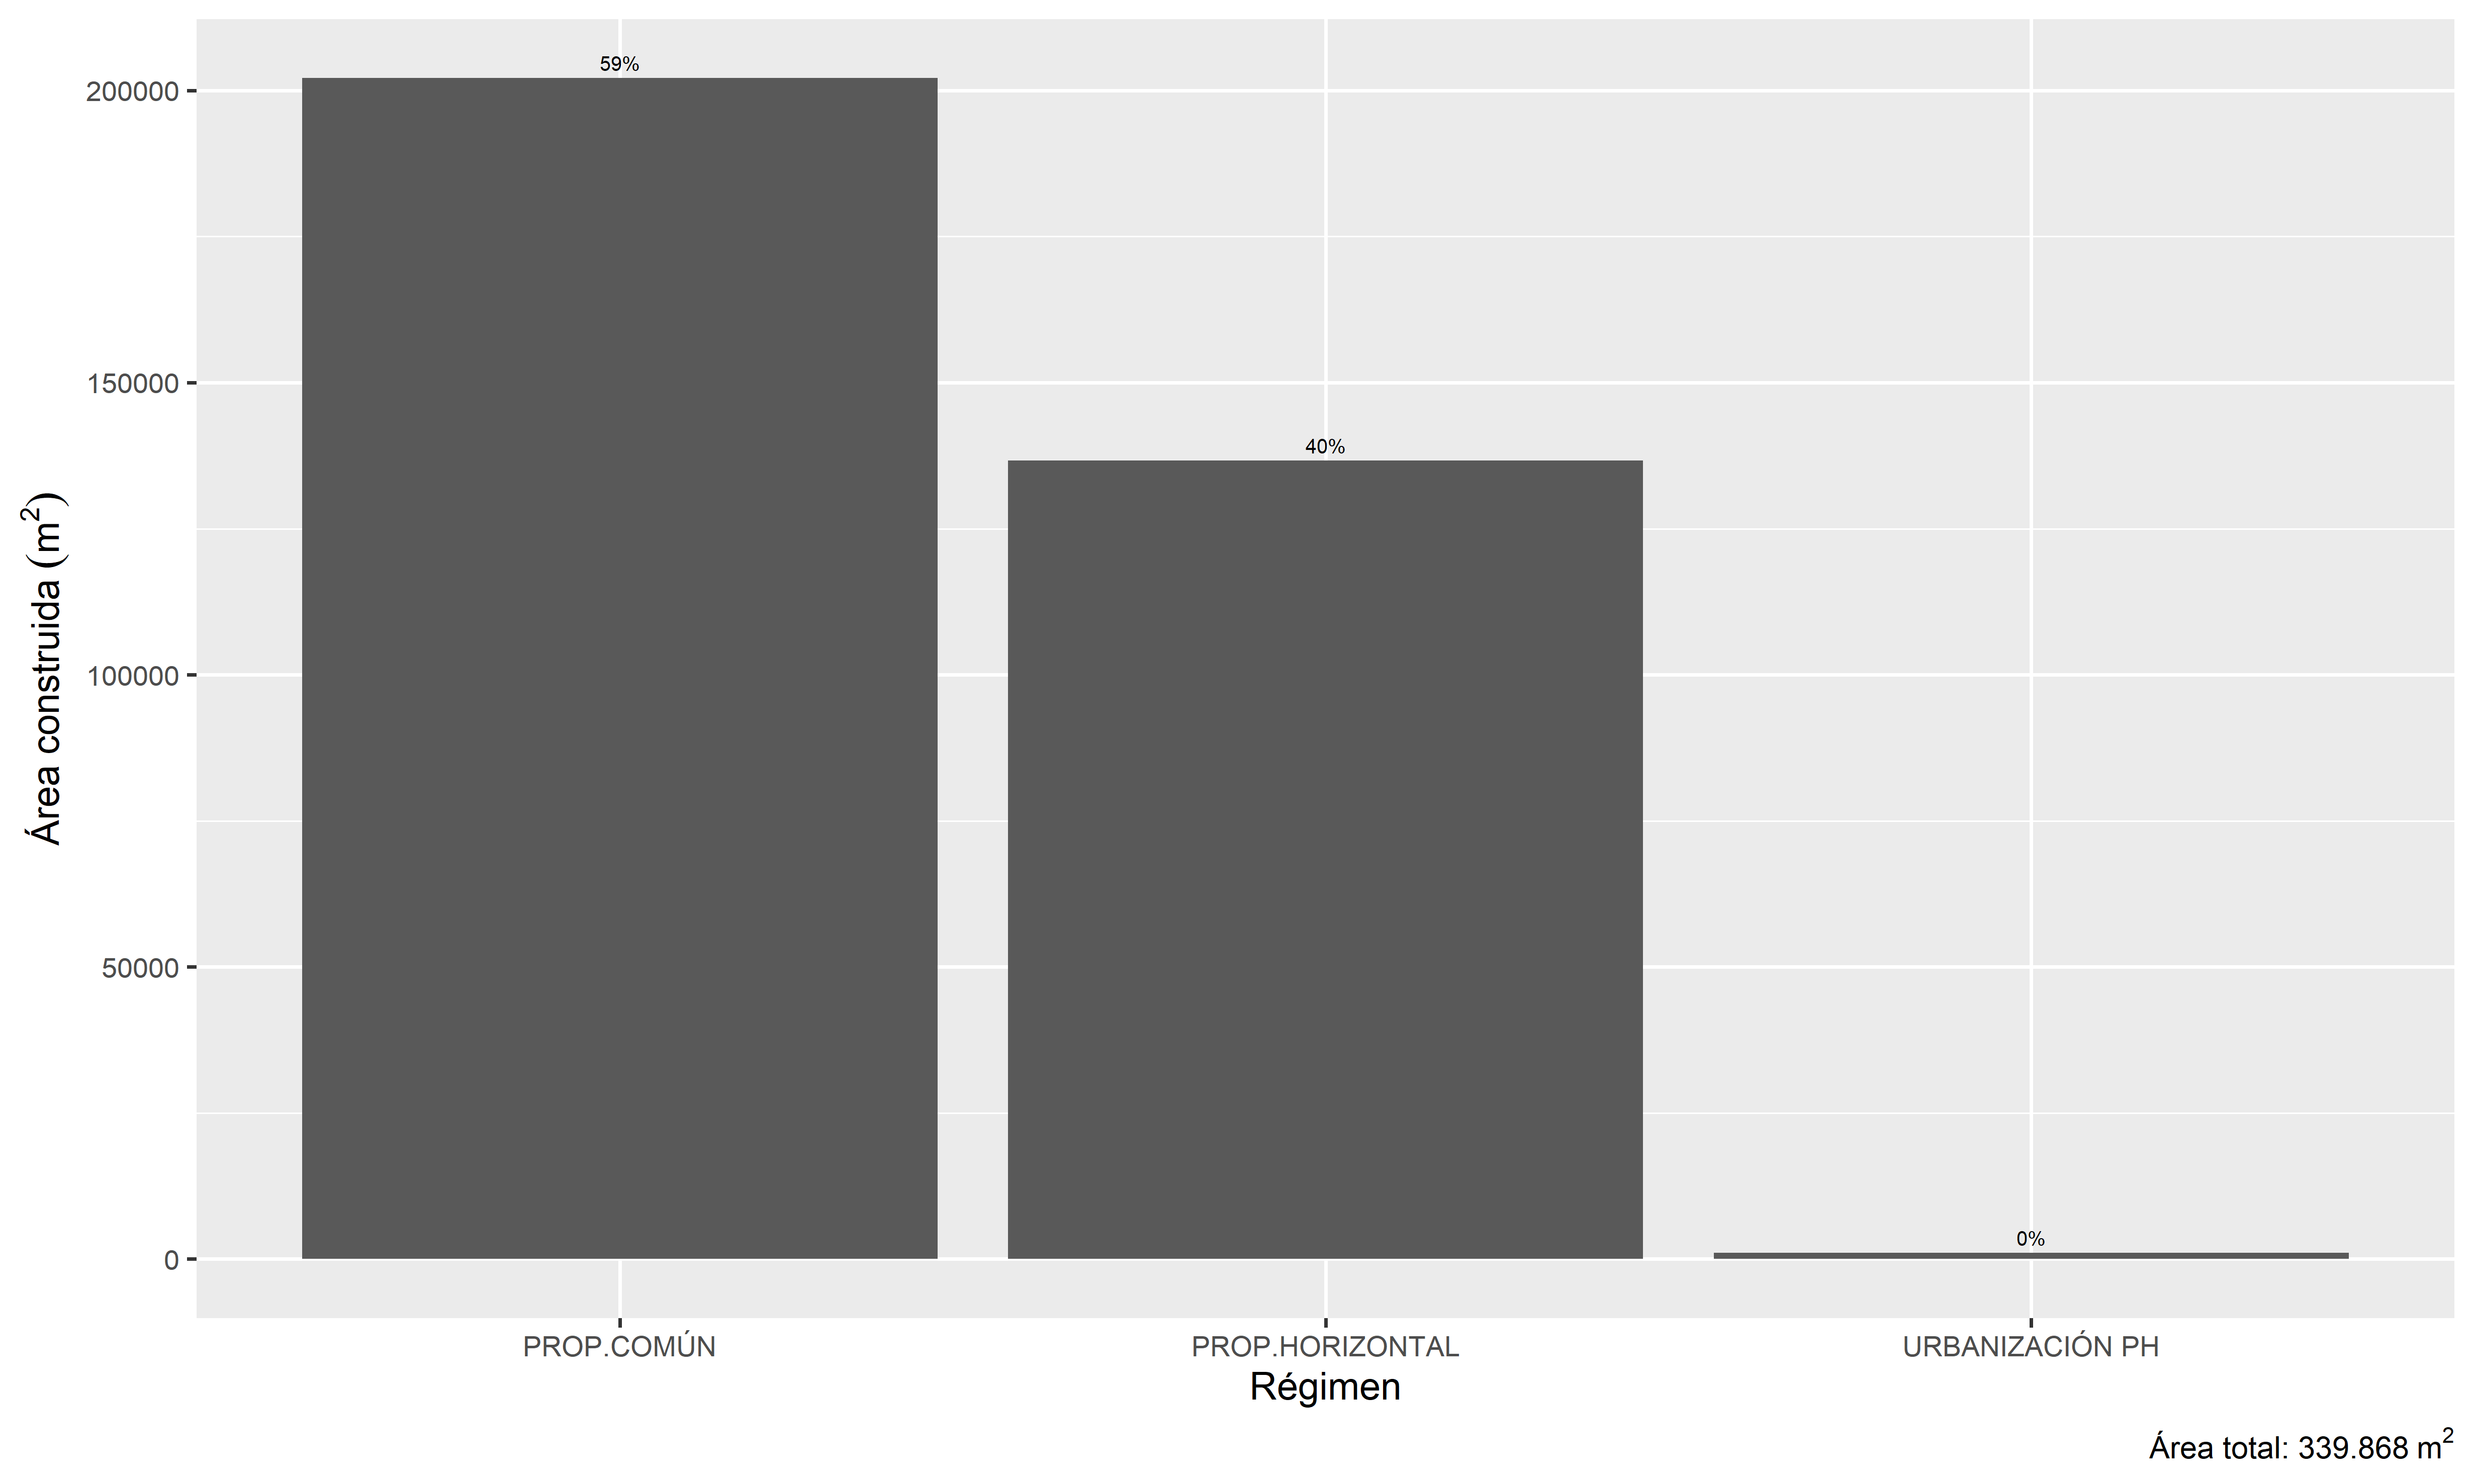 Área construida (m²)
200000
150000
100000
50000
0
59%
40%
0%
PROP.COMÚN
PROP.HORIZONTAL
URBANIZACIÓN PH
Régimen
Área total: 339.868 m²